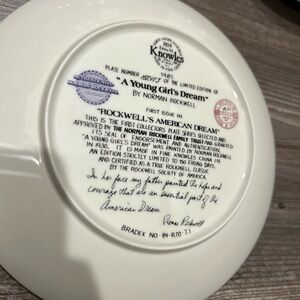 Knowles
1985
PLATE NUMBER OF THE LIMITED EDITION OF
"A Young Girl's Dream"
BY NORMAN ROCKWELL
FIRST ISSUE IN
"ROCKWELL'S AMERICAN DREAM"
THIS IS THE FIRST COLLECTORS PLATE SERIES SELECTED AND
APPROVED BY THE NORMAN ROCKWELL FAMILY TRUST AND GRANTED
ITS SEAL OF ENDORSEMENT AND AUTHENTICATION.
"A YOUNG GIRL'S DREAM" WAS PAINTED BY NORMAN ROCKWELL
IN IT IS MADE IN FINE KNOWLES CHINA IN
AN EDITION STRICTLY LIMITED TO 150 FIRING DAYS
AND CERTIFIED AS A TRUE ROCKWELL CLASSIC
BY THE ROCKWELL SOCIETY OF AMERICA.
In her face my father painted the hope and
courage that are an essential part of the
American Dream
Rockwell
BRADEX NO. 84-R70-7.1